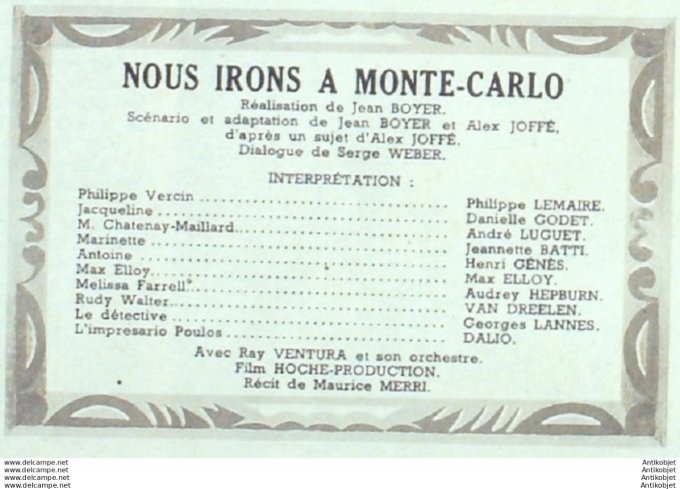 NOUS IRONS A MONTE-CARLO
Réalisation de Jean BOYER.
Scénario et adaptation de Jean BOYER et Alex JOFFÉ,
d'après un sujet d'Alex JOFFÉ.
Dialogue de Serge WEBER.
INTERPRÉTATION :
Philippe Vercin ........ Philippe LEMAIRE.
Jacqueline ........ Danielle GODET.
M. Chatenay-Maillard ........ André LUGUET.
Marinette ........ Jeannette BATTI.
Antoine ........ Henri GÉNÈS.
Max Elloy ........ Max ELLOY.
Melissa Farrell ........ Audrey HEPBURN.
Rudy Walter ........ VAN DREELEN.
Le détective ........ Georges LANNES.
L'impresario Poulos ........ DALIO.
Avec Ray VENTURA et son orchestre.
Film HOCHE-PRODUCTION.
Récit de Maurice MERRI.
www.delcampe.net Antikobjet
www.delcampe.net Antikobjet
www.delcampe.net Antikobjet
www.delcampe.net Antikobjet